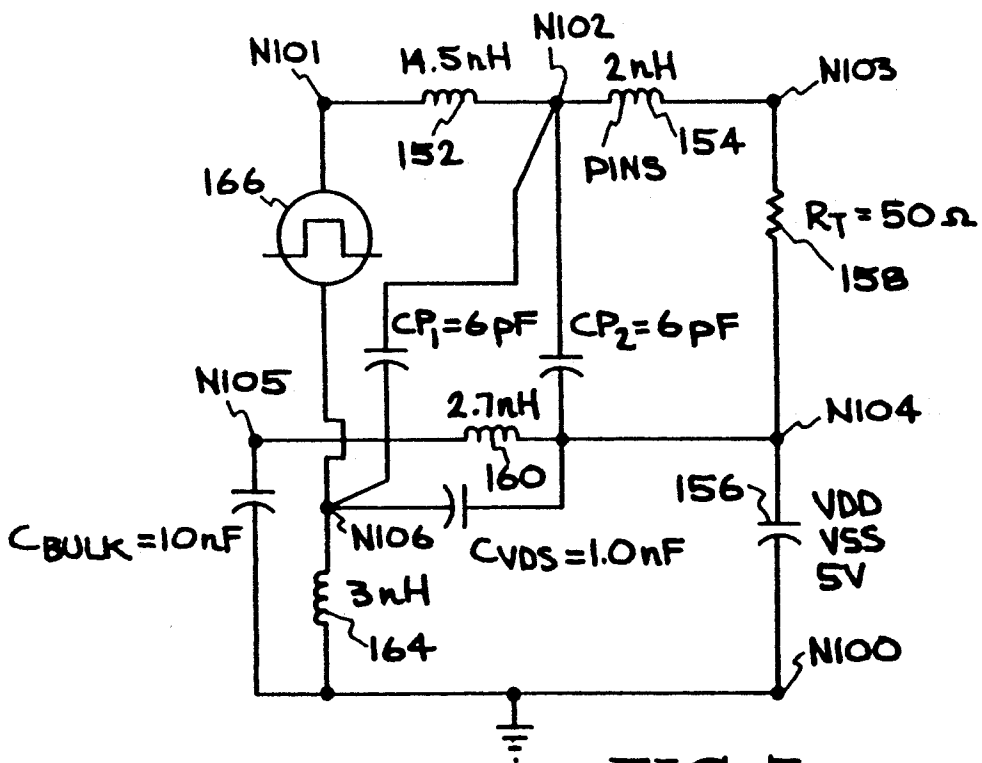 N102
N101
14.5nH
2nH
N103
152
PINS
154
166
RT=50Ω
158
CP1=6pF
CP2=6pF
N105
2.7nH
N104
160
156
VDD
VSS
5V
CBULK=10nF
N106
CVDS=1.0nF
3nH
164
N100